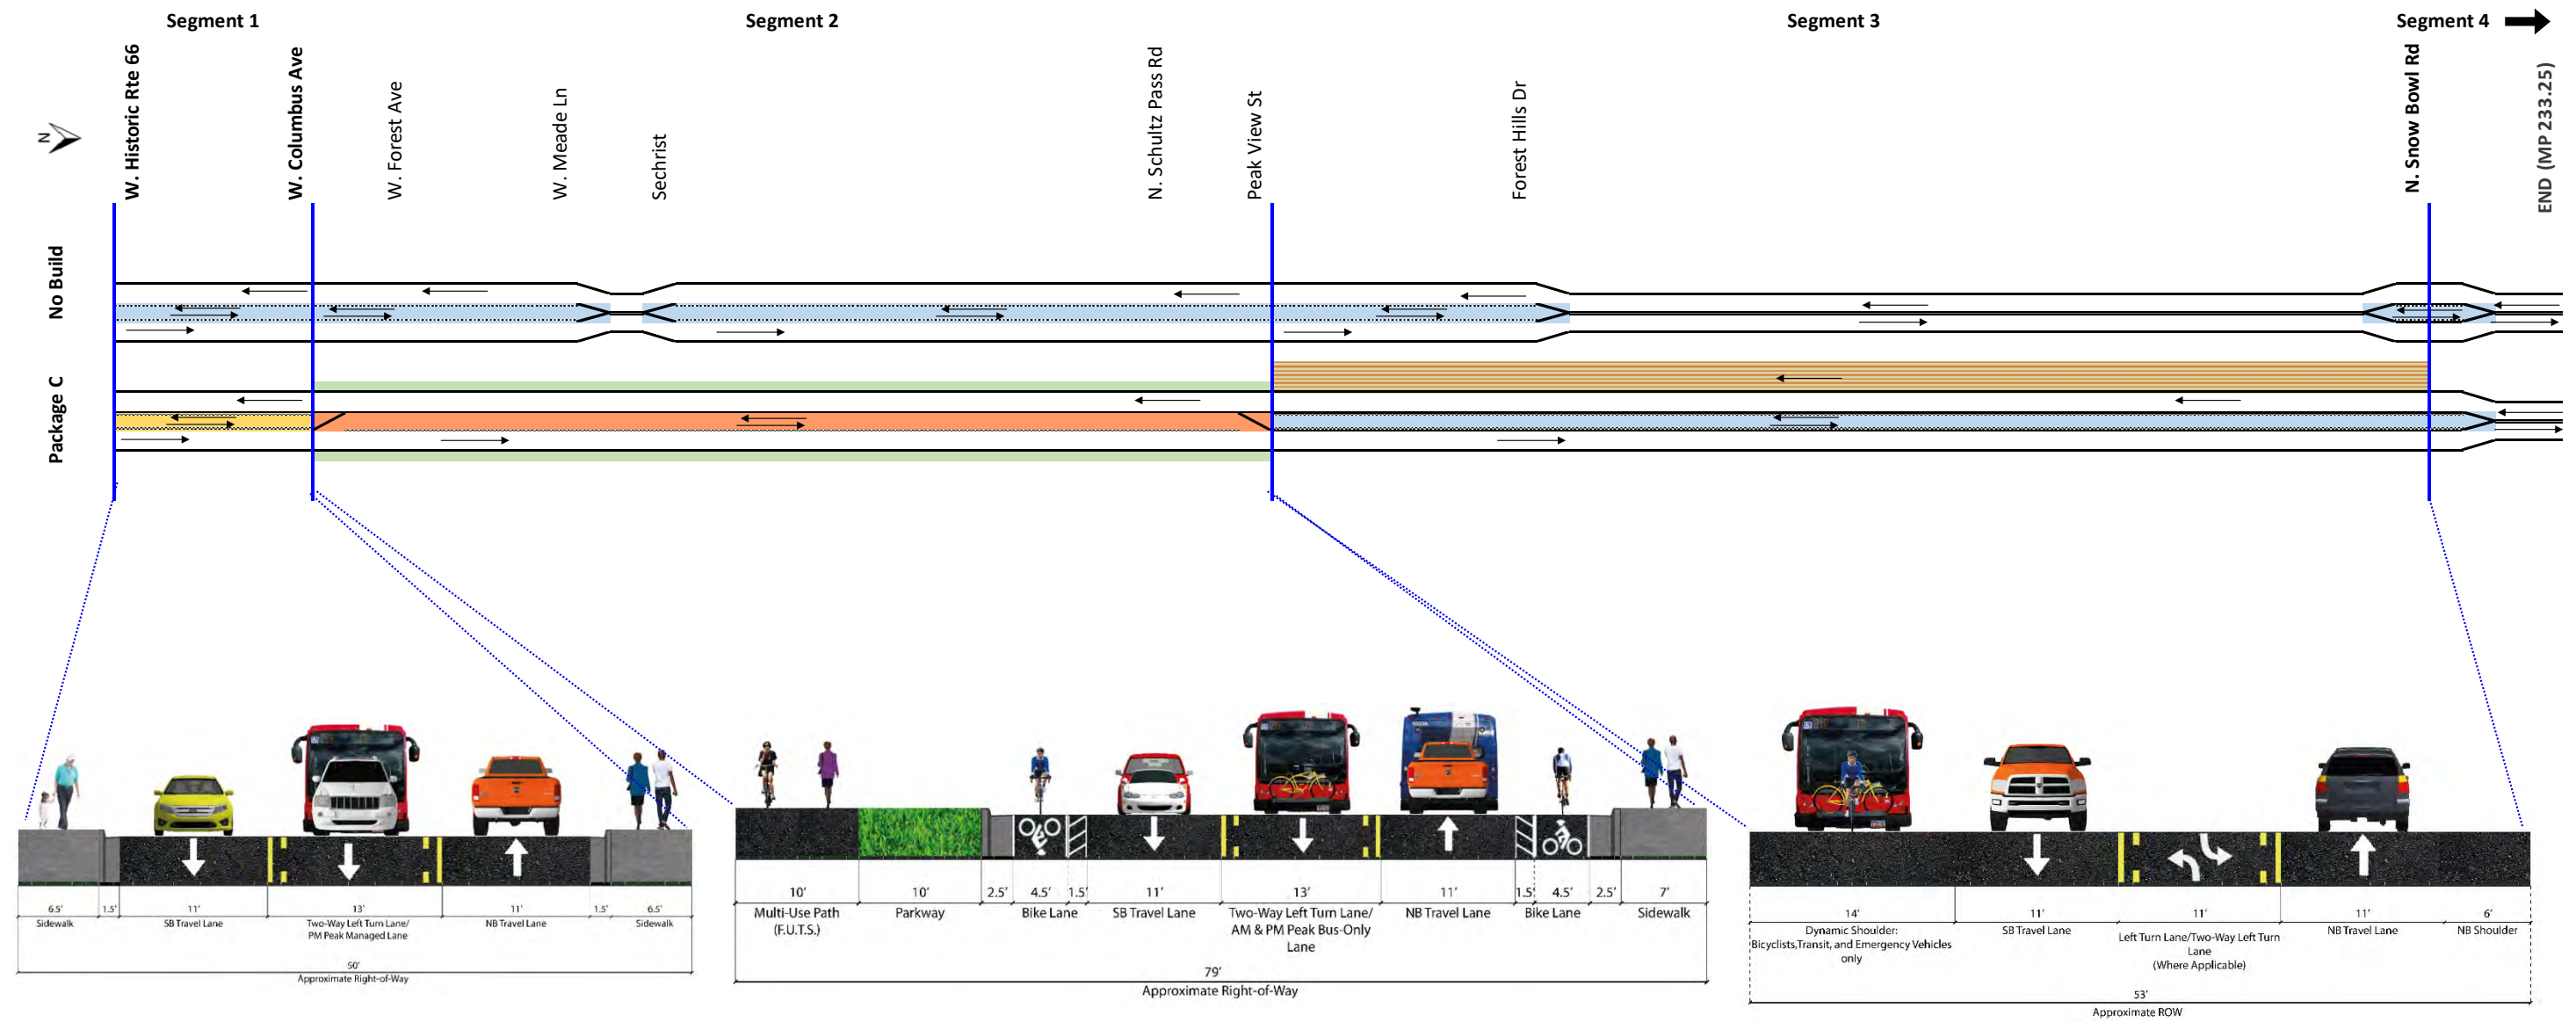 Segment 1
Segment 2
Segment 3
Segment 4
W. Historic Rte 66
W. Columbus Ave
W. Forest Ave
W. Meade Ln
Sechrist
N. Schultz Pass Rd
Peak View St
Forest Hills Dr
N. Snow Bowl Rd
END (MP 233.25)
N
No Build
Package C
6.5'
1.5'
11'
13'
11'
1.5'
6.5'
Sidewalk
SB Travel Lane
Two-Way Left Turn Lane/
PM Peak Managed Lane
NB Travel Lane
Sidewalk
50'
Approximate Right-of-Way
10'
10'
2.5'
4.5'
1.5'
11'
13'
11'
1.5'
4.5'
2.5'
7'
Multi-Use Path
(F.U.T.S.)
Parkway
Bike Lane
SB Travel Lane
Two-Way Left Turn Lane/
AM & PM Peak Bus-Only
Lane
NB Travel Lane
Bike Lane
Sidewalk
79'
Approximate Right-of-Way
14'
11'
11'
11'
6'
Dynamic Shoulder:
Bicyclists,Transit, and Emergency Vehicles
only
SB Travel Lane
Left Turn Lane/Two-Way Left Turn
Lane
(Where Applicable)
NB Travel Lane
NB Shoulder
53'
Approximate ROW